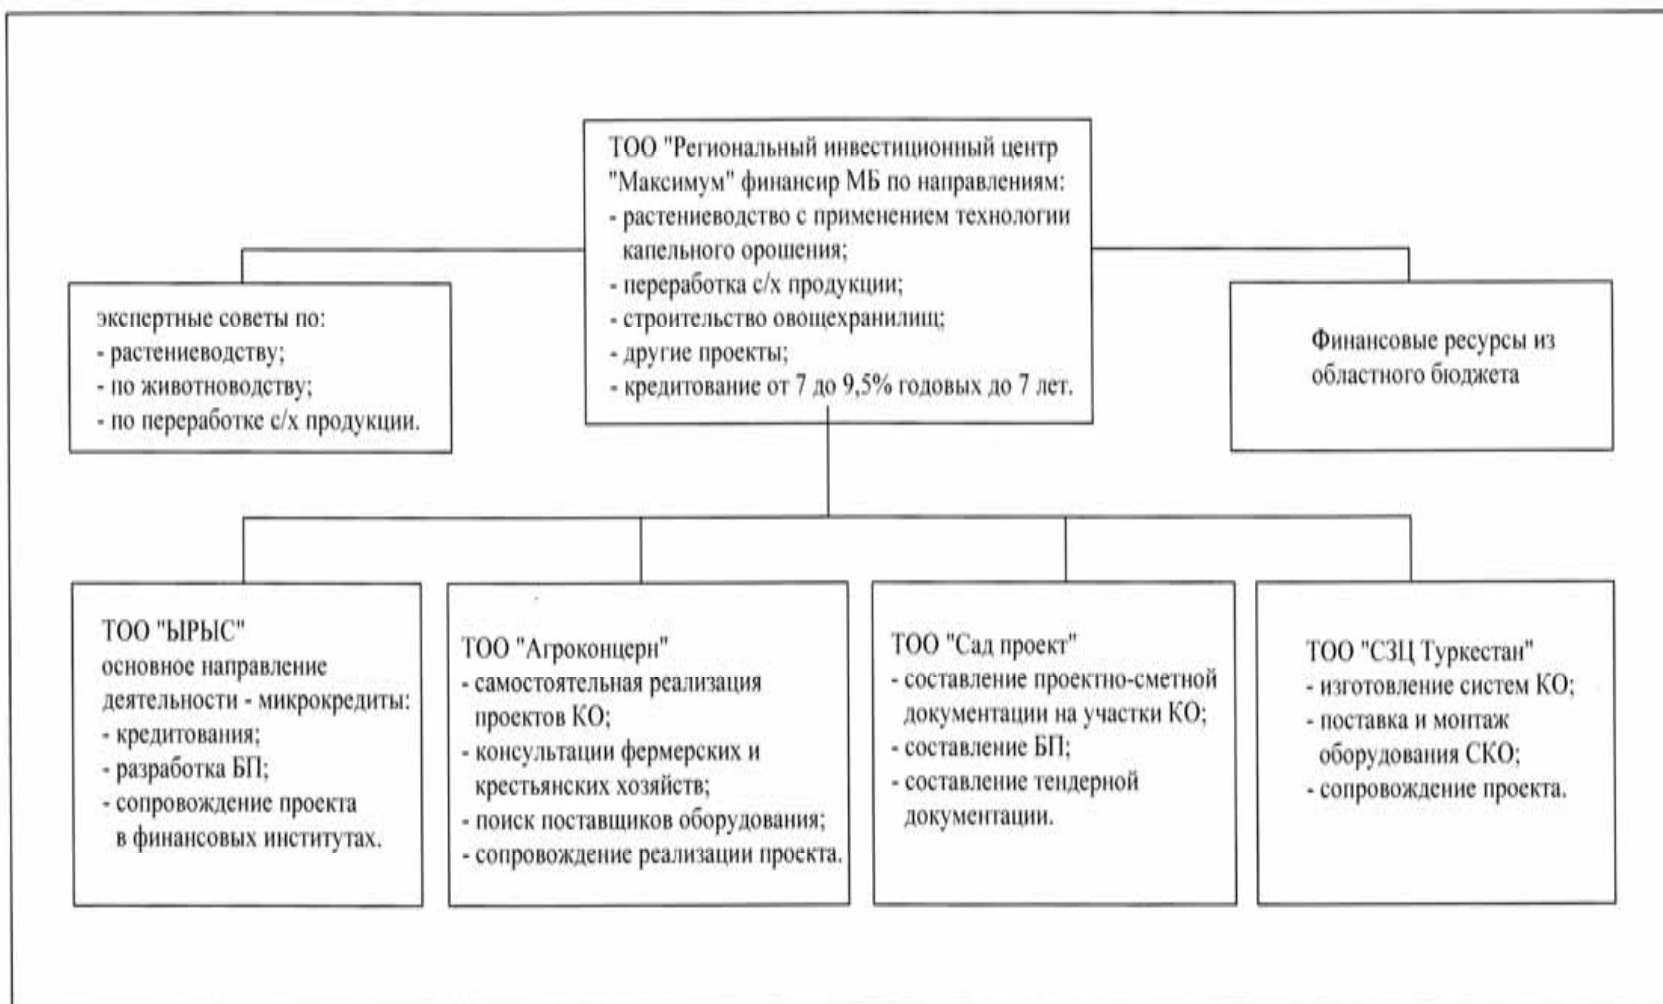 ТОО "Региональный инвестиционный центр
"Максимум" финансир МБ по направлениям:
- растениеводство с применением технологии
капельного орошения;
- переработка с/х продукции;
- строительство овощехранилищ;
- другие проекты;
- кредитование от 7 до 9,5% годовых до 7 лет.
экспертные советы по:
- растениеводству;
- по животноводству;
- по переработке с/х продукции.
Финансовые ресурсы из
областного бюджета
ТОО "ЫРЫС"
основное направление
деятельности - микрокредиты:
- кредитования;
- разработка БП;
- сопровождение проекта
в финансовых институтах.
ТОО "Агроконцерн"
- самостоятельная реализация
проектов КО;
- консультации фермерских и
крестьянских хозяйств;
- поиск поставщиков оборудования;
- сопровождение реализации проекта.
ТОО "Сад проект"
- составление проектно-сметной
документации на участки КО;
- составление БП;
- составление тендерной
документации.
ТОО "СЗЦ Туркестан"
- изготовление систем КО;
- поставка и монтаж
оборудования СКО;
- сопровождение проекта.